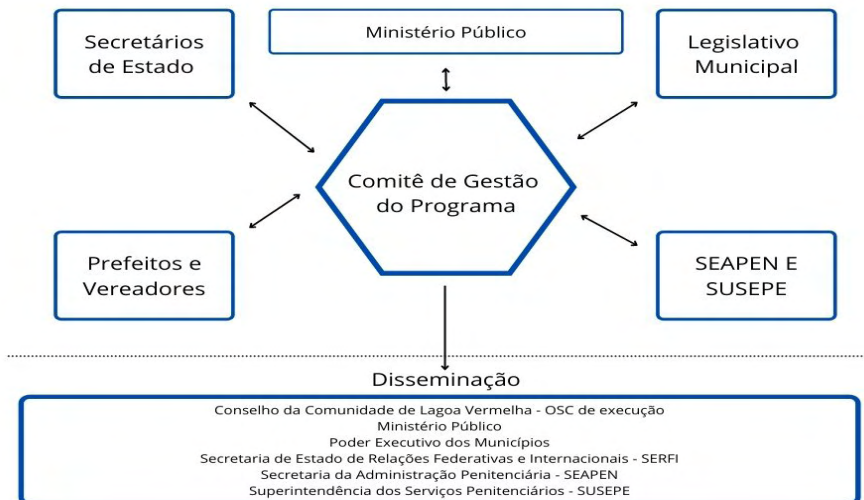 Secretários
de Estado
Ministério Público
Legislativo
Municipal
Comitê de Gestão
do Programa
Prefeitos e
Vereadores
SEAPEN E
SUSEPE
Disseminação
Conselho da Comunidade de Lagoa Vermelha - OSC de execução
Ministério Público
Poder Executivo dos Municípios
Secretaria de Estado de Relações Federativas e Internacionais - SERFI
Secretaria da Administração Penitenciária - SEAPEN
Superintendência dos Serviços Penitenciários - SUSEPE